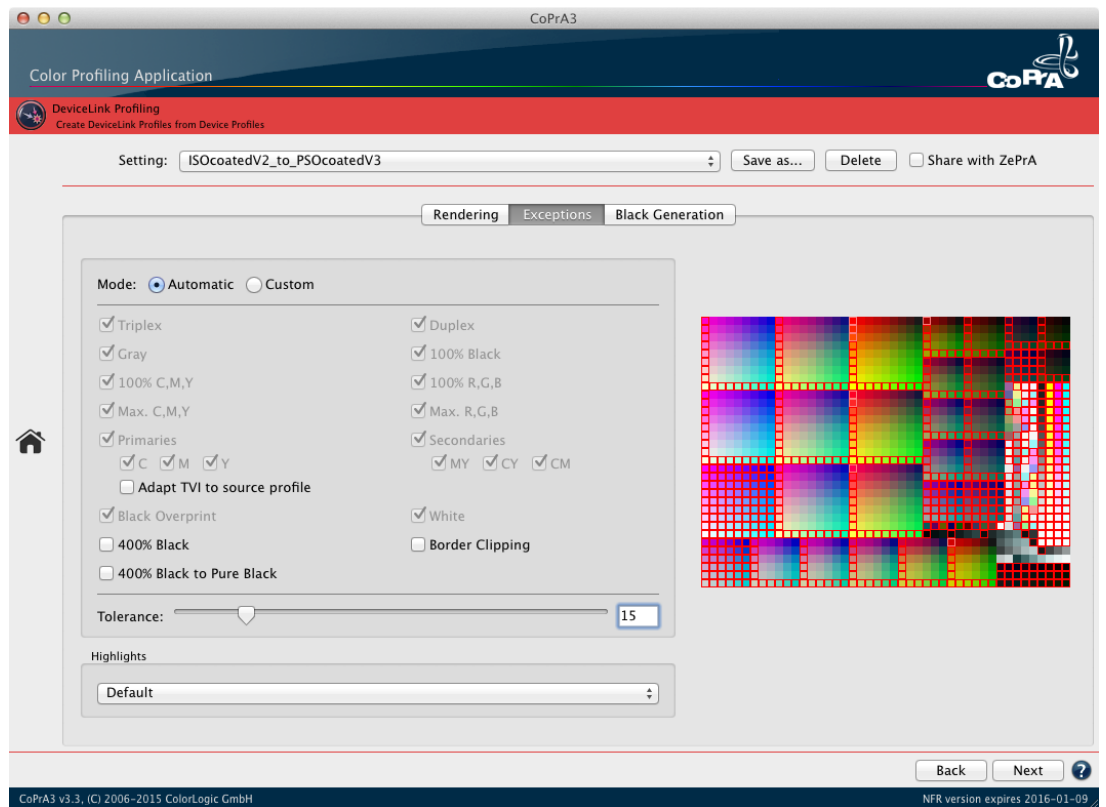 CoPrA3
Color Profiling Application
CoPrA
DeviceLink Profiling
Create DeviceLink Profiles from Device Profiles
Setting: ISOcoatedV2_to_PSOcoatedV3 Save as... Delete Share with ZePrA
Rendering Exceptions Black Generation
Mode: Automatic Custom
Triplex Duplex
Gray 100% Black
100% C,M,Y 100% R,G,B
Max. C,M,Y Max. R,G,B
Primaries Secondaries
C M Y MY CY CM
Adapt TVI to source profile
Black Overprint White
400% Black Border Clipping
400% Black to Pure Black
Tolerance: 15
Highlights
Default
Back Next ?
CoPrA3 v3.3, (C) 2006-2015 ColorLogic GmbH NFR version expires 2016-01-09